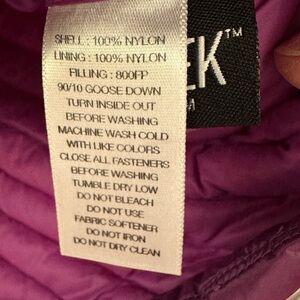 SHELL : 100% NYLON
LINING : 100% NYLON
FILLING : 800FP
90/10 GOOSE DOWN
TURN INSIDE OUT
BEFORE WASHING
MACHINE WASH COLD
WITH LIKE COLORS
CLOSE ALL FASTENERS
BEFORE WASHING
TUMBLE DRY LOW
DO NOT BLEACH
DO NOT USE
FABRIC SOFTENER
DO NOT IRON
DO NOT DRY CLEAN
EK™
M